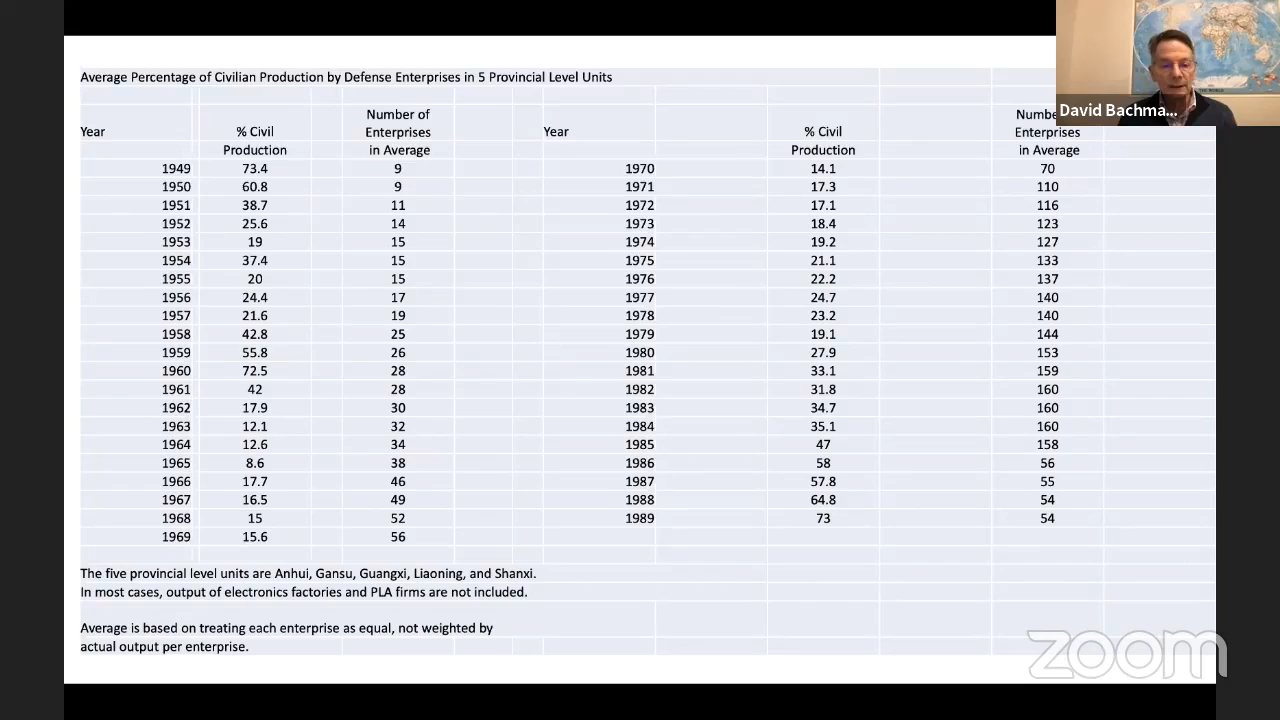 Average Percentage of Civilian Production by Defense Enterprises in 5 Provincial Level Units
David Bachma...
Year % Civil Production Number of Enterprises in Average Year % Civil Production Enterprises in Average
1949 73.4 9 1970 14.1 70
1950 60.8 9 1971 17.3 110
1951 38.7 11 1972 17.1 116
1952 25.6 14 1973 18.4 123
1953 19 15 1974 19.2 127
1954 37.4 15 1975 21.1 133
1955 20 15 1976 22.2 137
1956 24.4 17 1977 24.7 140
1957 21.6 19 1978 23.2 140
1958 42.8 25 1979 19.1 144
1959 55.8 26 1980 27.9 153
1960 72.5 28 1981 33.1 159
1961 42 28 1982 31.8 160
1962 17.9 30 1983 34.7 160
1963 12.1 32 1984 35.1 160
1964 12.6 34 1985 47 158
1965 8.6 38 1986 58 56
1966 17.7 46 1987 57.8 55
1967 16.5 49 1988 64.8 54
1968 15 52 1989 73 54
1969 15.6 56
The five provincial level units are Anhui, Gansu, Guangxi, Liaoning, and Shanxi.
In most cases, output of electronics factories and PLA firms are not included.
Average is based on treating each enterprise as equal, not weighted by
actual output per enterprise.
zoom